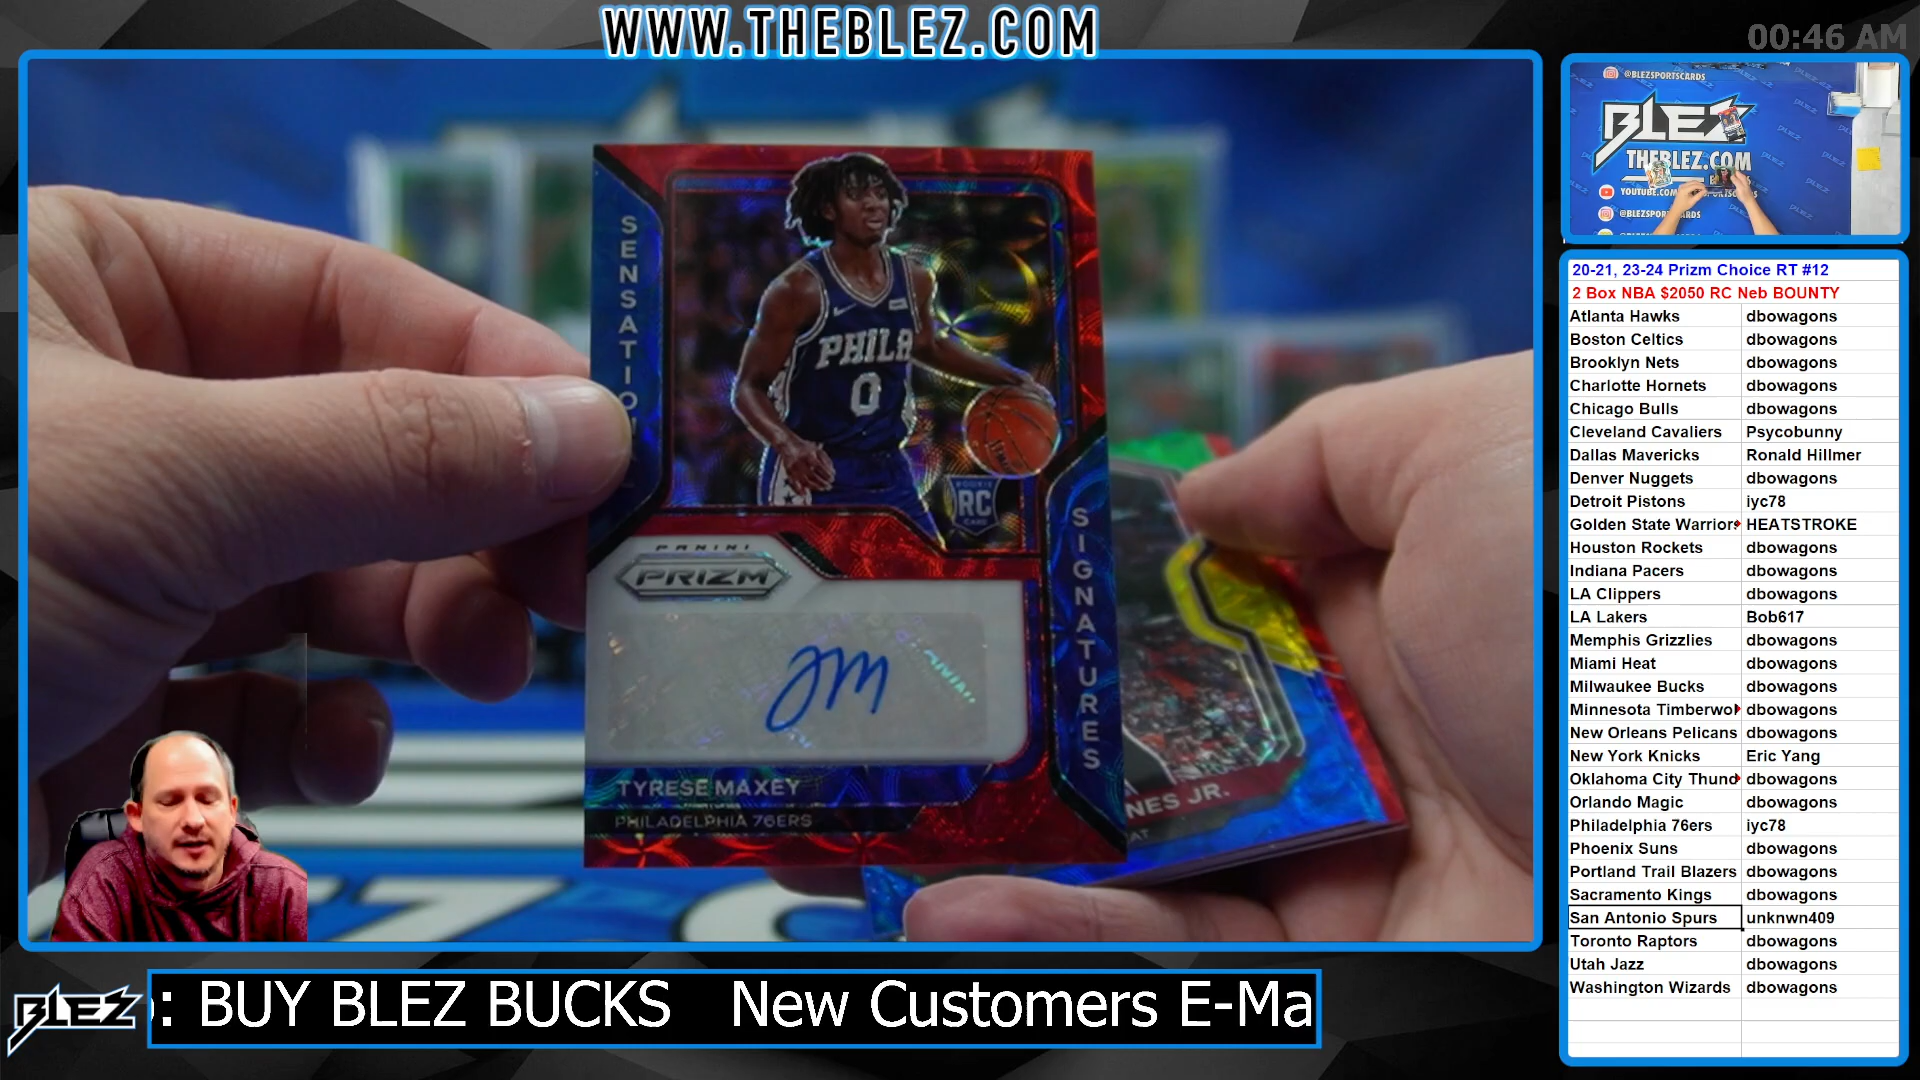 WWW.THEBLEZ.COM
00:46 AM
@BLEZSPORTSCARDS
BLEZ
THEBLEZ.COM
SENSATIONAL
PHILA
0
ROOKIE
RC
CARD
SIGNATURES
PANINI
PRIZM
TM
TYRESE MAXEY
PHILADELPHIA 76ERS
NES JR.
20-21, 23-24 Prizm Choice RT #12
2 Box NBA $2050 RC Neb BOUNTY
Atlanta Hawks dbowagons
Boston Celtics dbowagons
Brooklyn Nets dbowagons
Charlotte Hornets dbowagons
Chicago Bulls dbowagons
Cleveland Cavaliers Psycobunny
Dallas Mavericks Ronald Hillmer
Denver Nuggets dbowagons
Detroit Pistons iyc78
Golden State Warriors HEATSTROKE
Houston Rockets dbowagons
Indiana Pacers dbowagons
LA Clippers dbowagons
LA Lakers Bob617
Memphis Grizzlies dbowagons
Miami Heat dbowagons
Milwaukee Bucks dbowagons
Minnesota Timberwol dbowagons
New Orleans Pelicans dbowagons
New York Knicks Eric Yang
Oklahoma City Thund dbowagons
Orlando Magic dbowagons
Philadelphia 76ers iyc78
Phoenix Suns dbowagons
Portland Trail Blazers dbowagons
Sacramento Kings dbowagons
San Antonio Spurs unknwn409
Toronto Raptors dbowagons
Utah Jazz dbowagons
Washington Wizards dbowagons
BLEZ
: BUY BLEZ BUCKS New Customers E-Ma